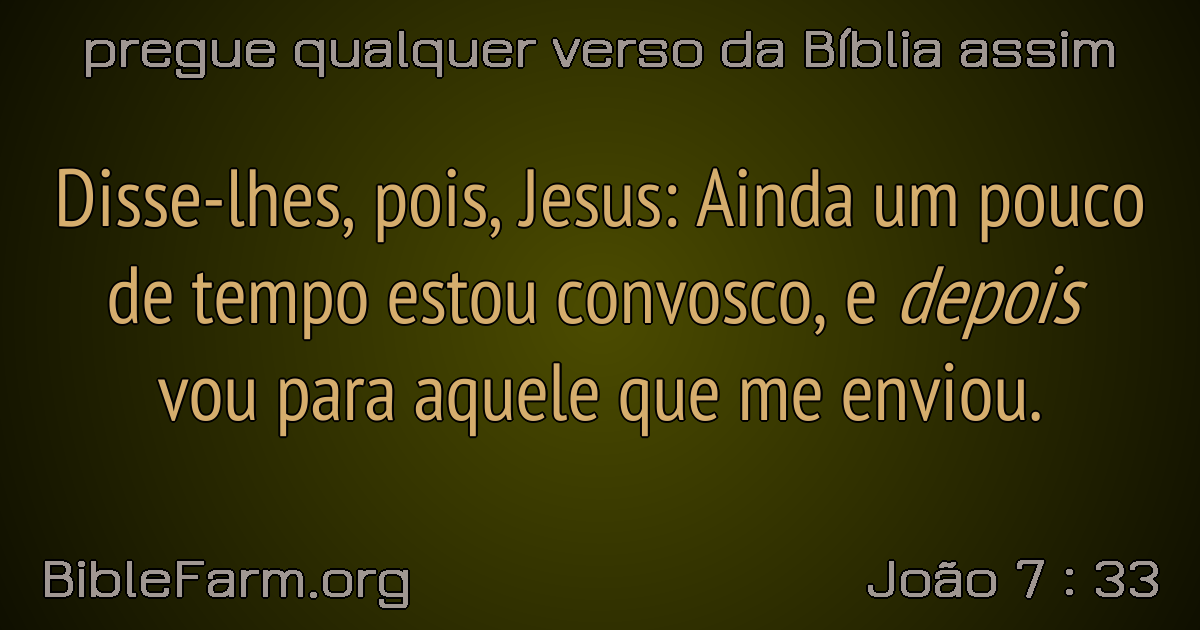 pregue qualquer verso da Bíblia assim
Disse-lhes, pois, Jesus: Ainda um pouco
de tempo estou convosco, e depois
vou para aquele que me enviou.
BibleFarm.org
João 7 : 33